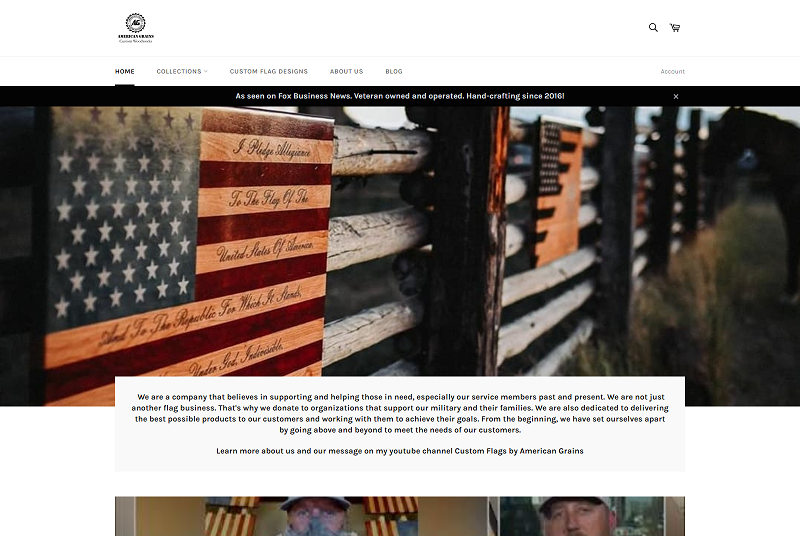 AG
AMERICAN GRAINS
Custom Woodworks
HOME COLLECTIONS CUSTOM FLAG DESIGNS ABOUT US BLOG Account
As seen on Fox Business News. Veteran owned and operated. Hand-crafting since 2016!
I Pledge Allegiance
To The Flag Of The
United States Of America,
And To The Republic For Which It Stands,
Under God, Indivisible,
We are a company that believes in supporting and helping those in need, especially our service members past and present. We are not just
another flag business. That's why we donate to organizations that support our military and their families. We are also dedicated to delivering
the best possible products to our customers and working with them to achieve their goals. From the beginning, we have set ourselves apart
by going above and beyond to meet the needs of our customers.
Learn more about us and our message on my youtube channel Custom Flags by American Grains